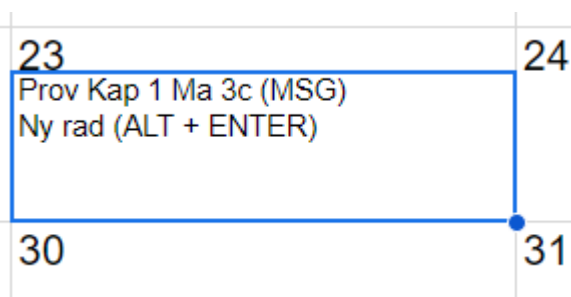 23 24
Prov Kap 1 Ma 3c (MSG)
Ny rad (ALT + ENTER)
30 31